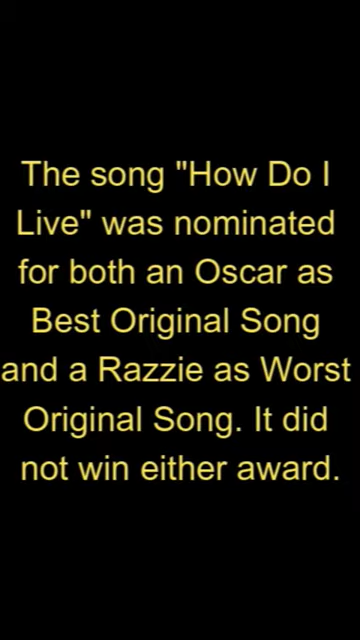 The song "How Do I
Live" was nominated
for both an Oscar as
Best Original Song
and a Razzie as Worst
Original Song. It did
not win either award.